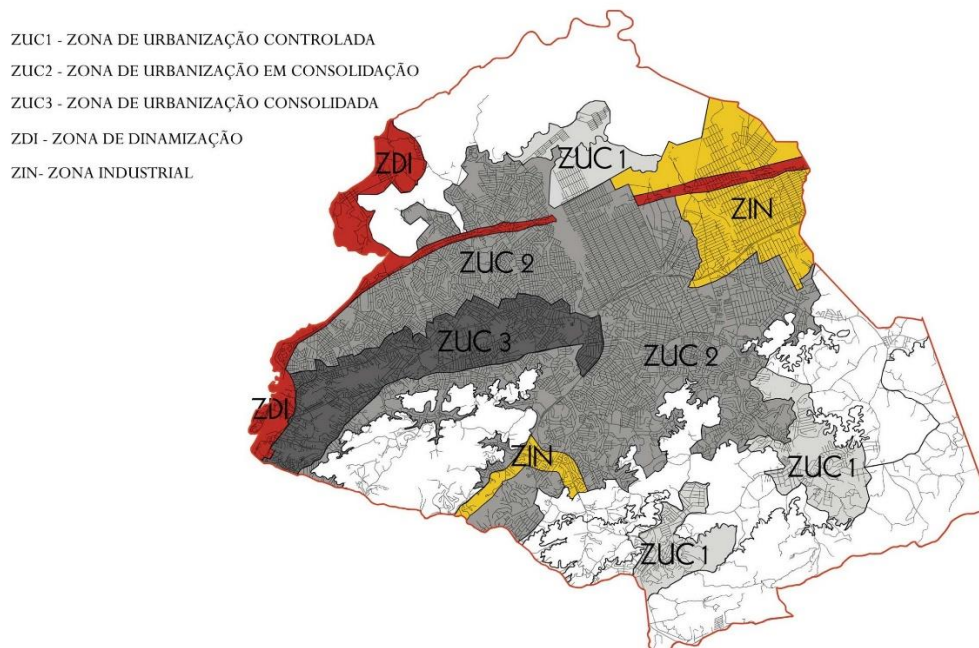 ZUC1 - ZONA DE URBANIZAÇÃO CONTROLADA
ZUC2 - ZONA DE URBANIZAÇÃO EM CONSOLIDAÇÃO
ZUC3 - ZONA DE URBANIZAÇÃO CONSOLIDADA
ZDI - ZONA DE DINAMIZAÇÃO
ZIN- ZONA INDUSTRIAL
ZDI
ZUC 1
ZIN
ZUC 2
ZUC 3
ZUC 2
ZDI
ZIN
ZUC 1
ZUC 1